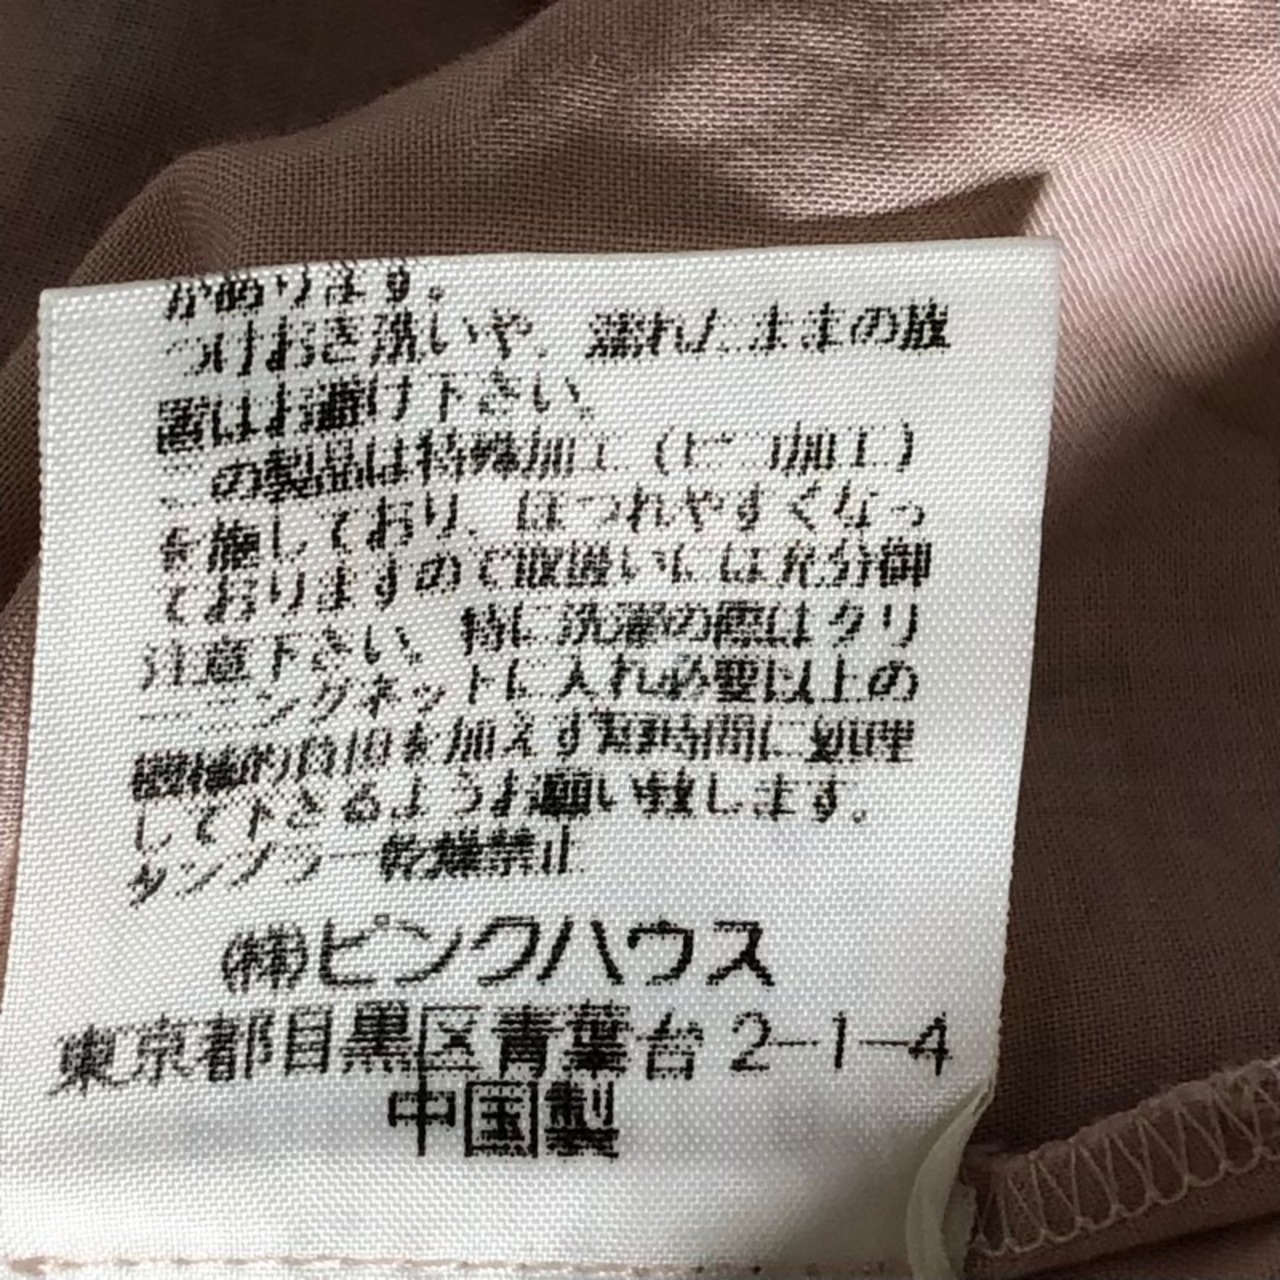 があります。
つけおき洗いや、濡れたままの放
置はお避け下さい。
この製品は特殊加工（ピコ加工）
を施しており、ほつれやすくなっ
ておりますので取扱いには充分御
注意下さい。特に洗濯の際はクリ
ーニングネットに入れ必要以上の
機械的負担を加えず短時間に処理
して下さるようお願い致します。
タンブラー乾燥禁止
㈱ピンクハウス
東京都目黒区青葉台2-1-4
中国製